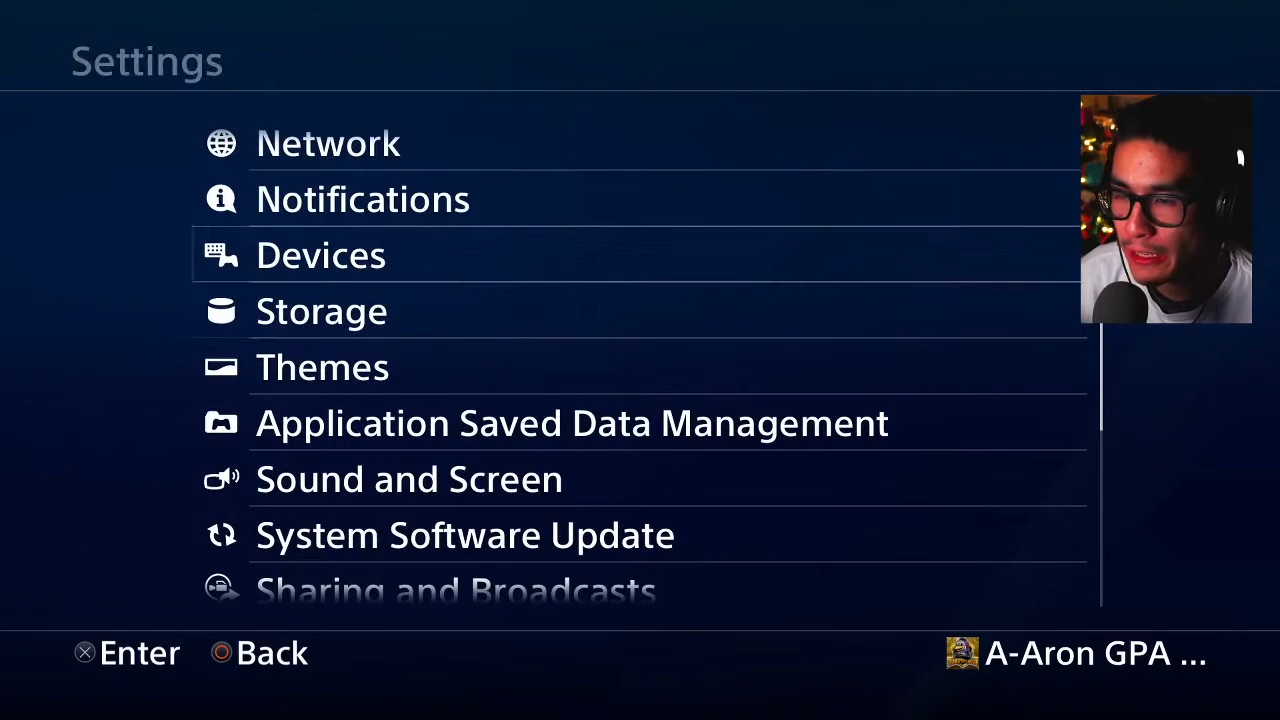 Settings
Network
Notifications
Devices
Storage
Themes
Application Saved Data Management
Sound and Screen
System Software Update
Sharing and Broadcasts
Enter
Back
A-Aron GPA ...